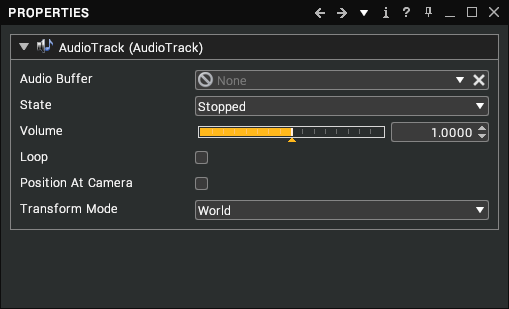 PROPERTIES
AudioTrack (AudioTrack)
Audio Buffer None
State Stopped
Volume 1.0000
Loop
Position At Camera
Transform Mode World